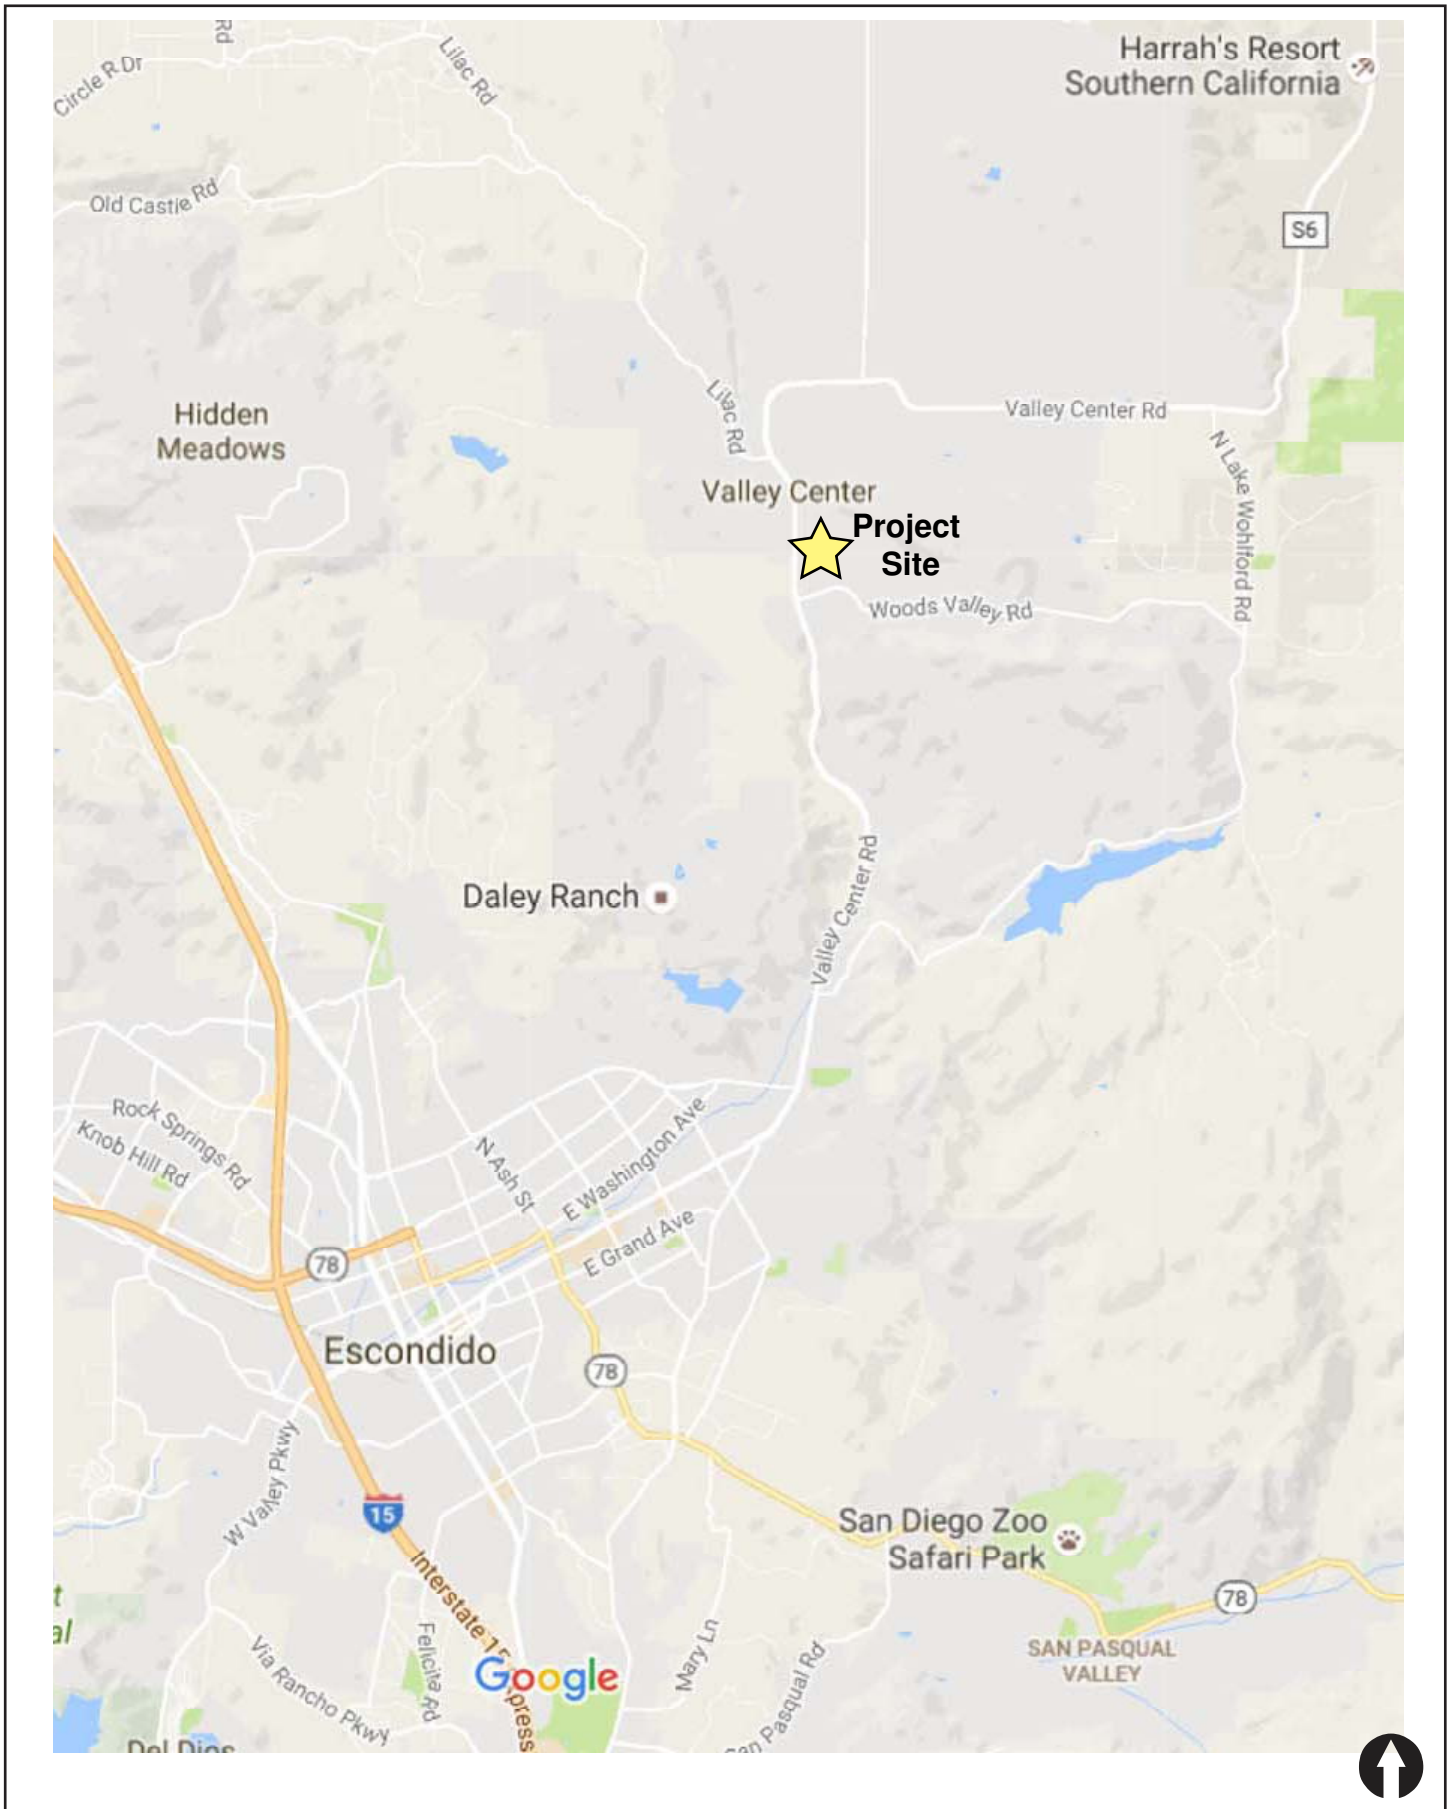 Rd
Circle R Dr
Lilac Rd
Harrah's Resort
Southern California
Old Castle Rd
S6
Lilac Rd
Valley Center Rd
Hidden
Meadows
N Lake Wohlford Rd
Valley Center
Project
Site
Woods Valley Rd
Daley Ranch
Valley Center Rd
Rock Springs Rd
Knob Hill Rd
N Ash St
E Washington Ave
E Grand Ave
78
Escondido
78
W Valley Pkwy
15
Interstate 15
San Diego Zoo
Safari Park
78
SAN PASQUAL
VALLEY
Via Rancho Pkwy
Felicita Rd
Google
Mary Ln
Pasqual Rd
Del Dios